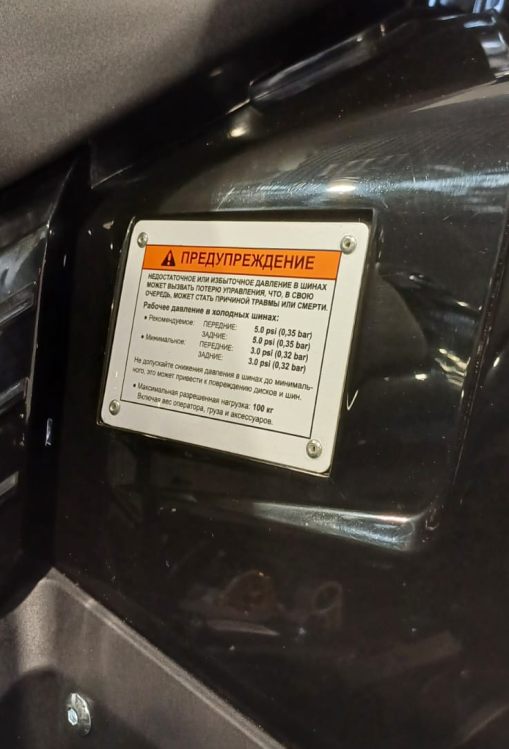 ПРЕДУПРЕЖДЕНИЕ
НЕДОСТАТОЧНОЕ ИЛИ ИЗБЫТОЧНОЕ ДАВЛЕНИЕ В ШИНАХ
МОЖЕТ ВЫЗВАТЬ ПОТЕРЮ УПРАВЛЕНИЯ, ЧТО, В СВОЮ
ОЧЕРЕДЬ, МОЖЕТ СТАТЬ ПРИЧИНОЙ ТРАВМЫ ИЛИ СМЕРТИ.
Рабочее давление в холодных шинах:
• Рекомендуемое: ПЕРЕДНИЕ: 5.0 psi (0,35 bar)
ЗАДНИЕ: 5.0 psi (0,35 bar)
• Минимальное: ПЕРЕДНИЕ: 3.0 psi (0,32 bar)
ЗАДНИЕ: 3.0 psi (0,32 bar)
Не допускайте снижения давления в шинах до минималь-
ного, это может привести к повреждению дисков и шин.
• Максимальная разрешенная нагрузка: 100 кг
Включая вес оператора, груза и аксессуаров.